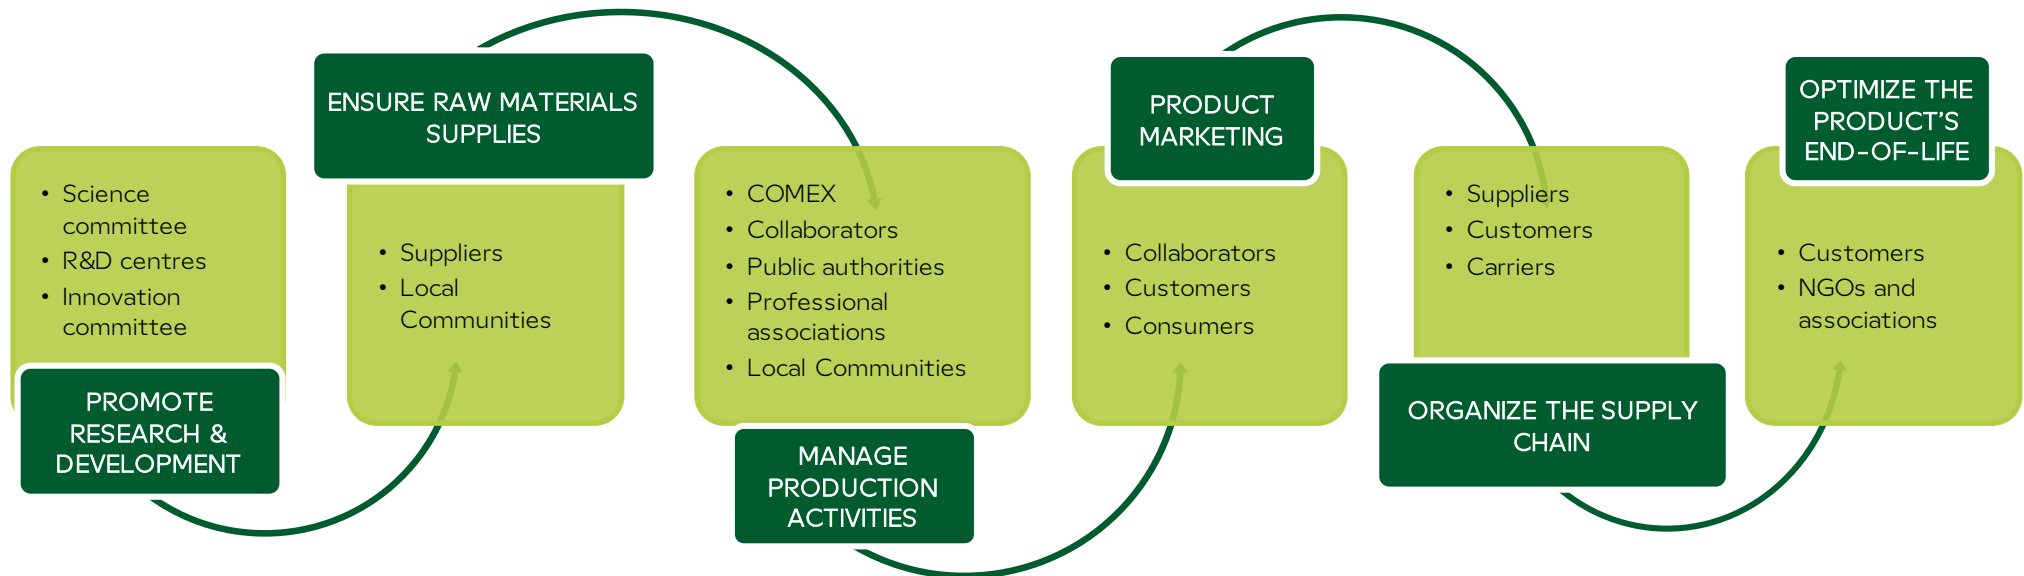 • Science
committee
• R&D centres
• Innovation
committee
PROMOTE
RESEARCH &
DEVELOPMENT
ENSURE RAW MATERIALS
SUPPLIES
• Suppliers
• Local
Communities
• COMEX
• Collaborators
• Public authorities
• Professional
associations
• Local Communities
MANAGE
PRODUCTION
ACTIVITIES
PRODUCT
MARKETING
• Collaborators
• Customers
• Consumers
• Suppliers
• Customers
• Carriers
ORGANIZE THE SUPPLY
CHAIN
OPTIMIZE THE
PRODUCT’S
END-OF-LIFE
• Customers
• NGOs and
associations